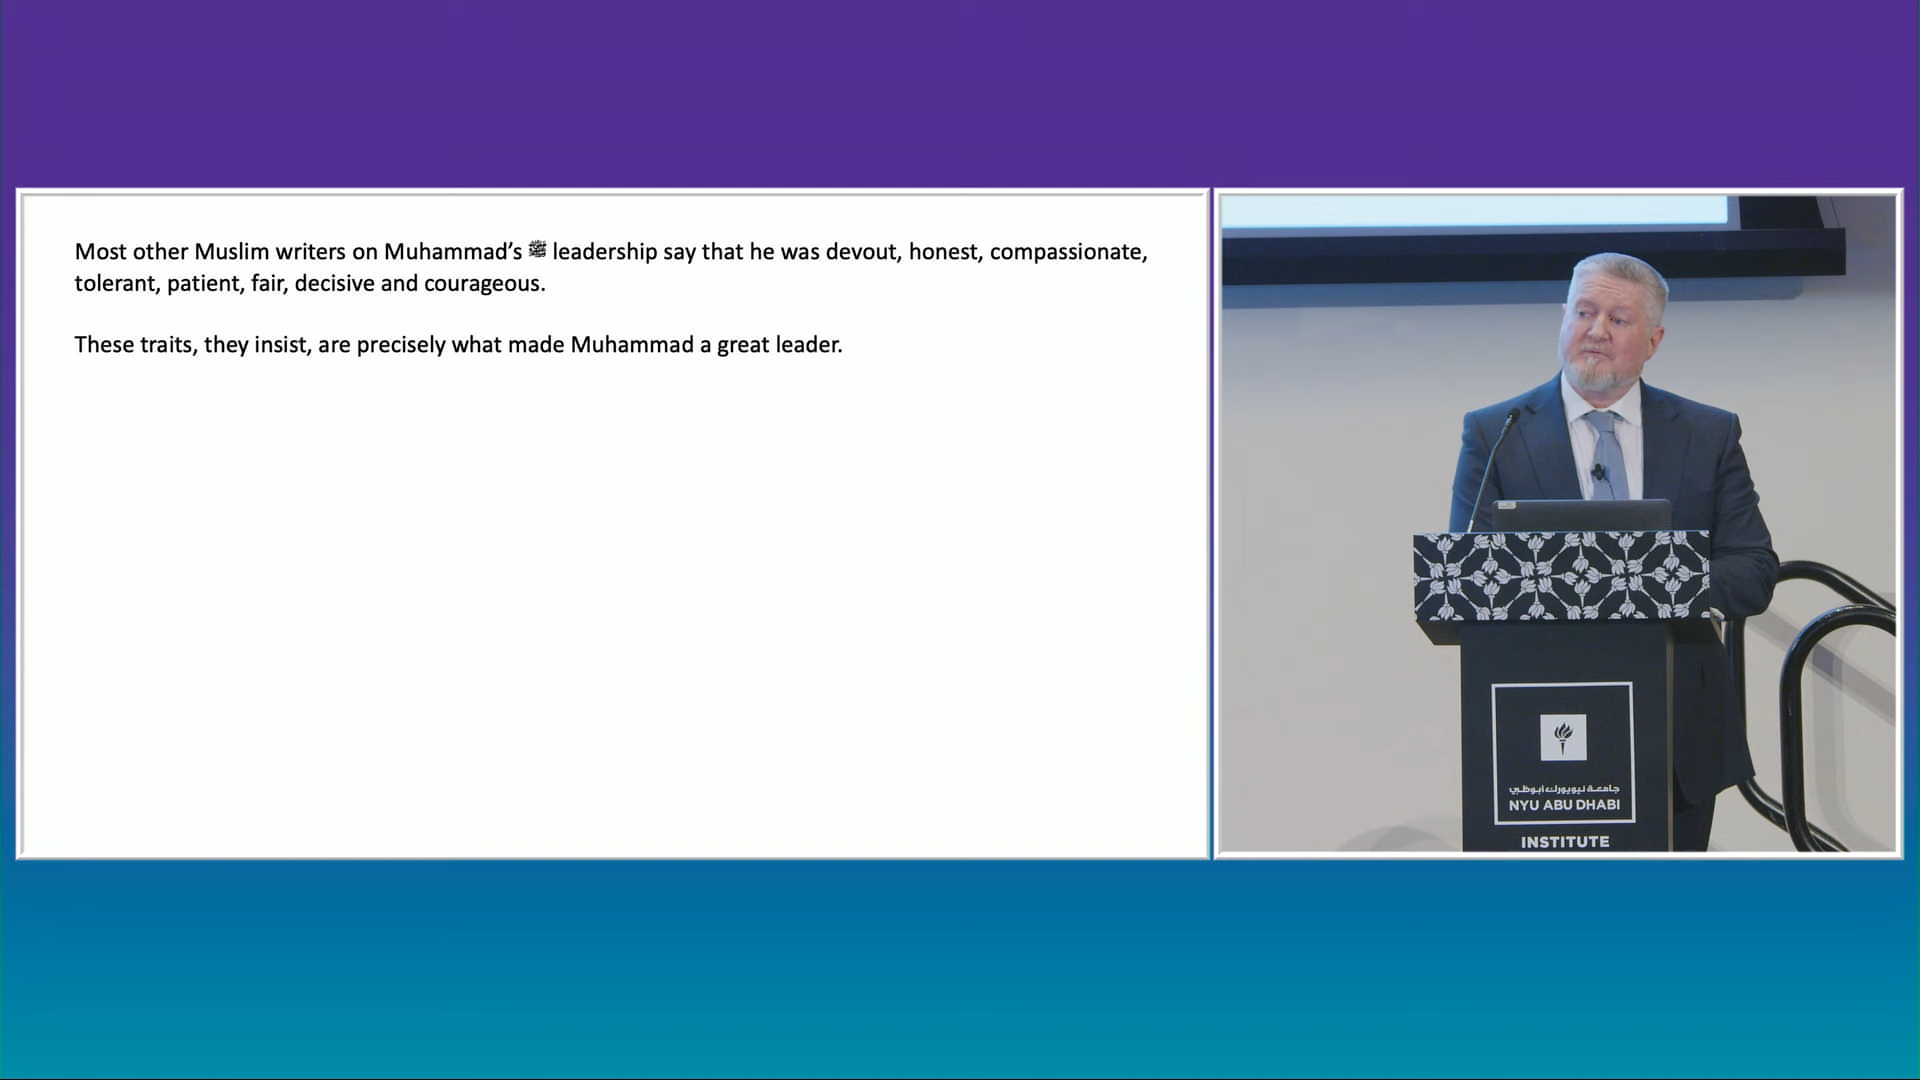 Most other Muslim writers on Muhammad’s ﷺ leadership say that he was devout, honest, compassionate,
tolerant, patient, fair, decisive and courageous.
These traits, they insist, are precisely what made Muhammad a great leader.
جامعة نيويورك أبوظبي
NYU ABU DHABI
INSTITUTE